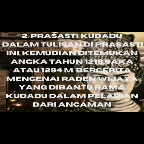 2. PRASASTI KUDADU
DALAM TULISAN DI PRASASTI
INI KEMUDIAN DITEMUKAN
ANGKA TAHUN 1216 SAKA
ATAU 1294 M. BERCERITA
MENGENAI RADEN WIJAYA
YANG DIBANTU RAMA
KUDADU DALAM PELARIAN
DARI ANCAMAN